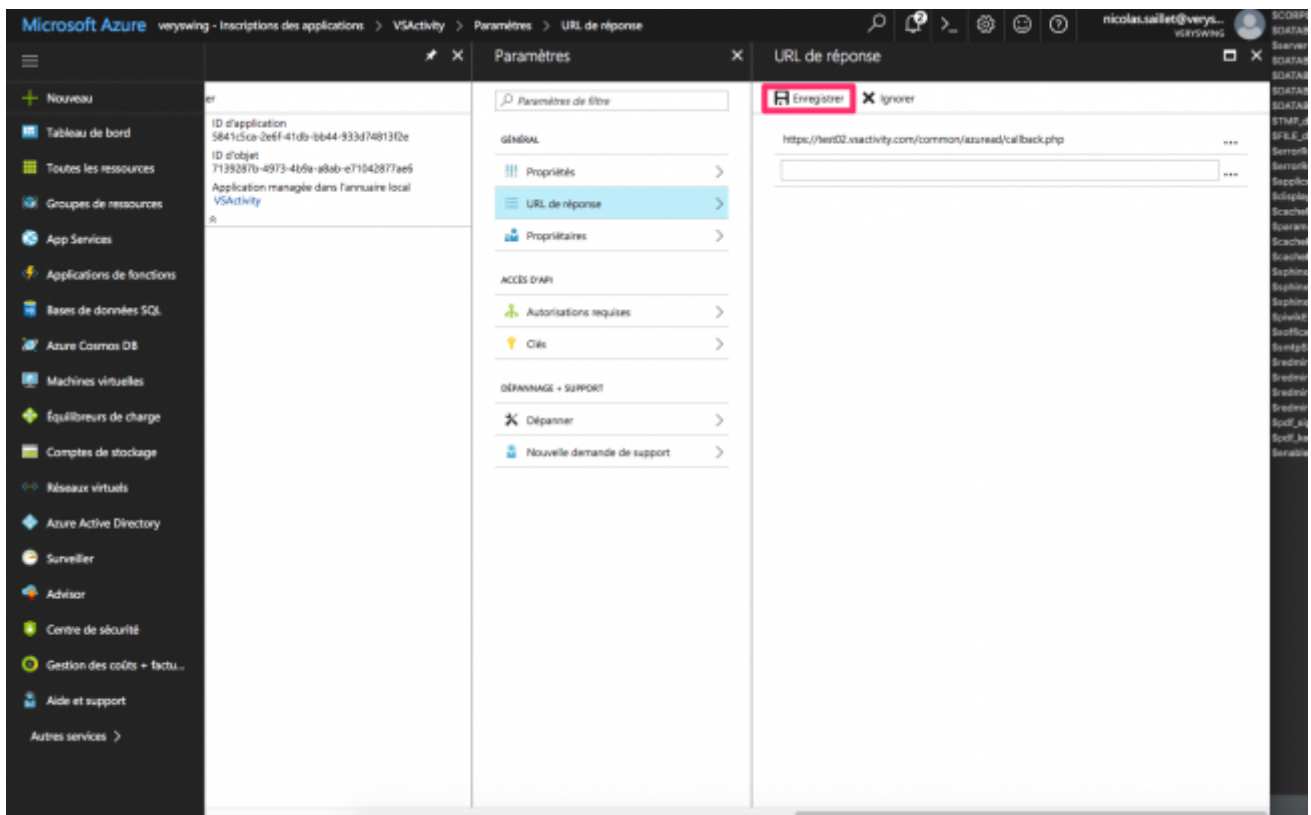 Microsoft Azure veryswing - Inscriptions des applications > VSActivity > Paramètres > URL de réponse
2
nicolas.saillet@verys...
VERYSWING
Nouveau
Tableau de bord
Toutes les ressources
Groupes de ressources
App Services
Applications de fonctions
Bases de données SQL
Azure Cosmos DB
Machines virtuelles
Équilibreurs de charge
Comptes de stockage
Réseaux virtuels
Azure Active Directory
Surveiller
Advisor
Centre de sécurité
Gestion des coûts + factu...
Aide et support
Autres services >
er
ID d'application
5841c5ca-2e6f-41db-bb44-933d74813f2e
ID d'objet
7139287b-4973-4b9a-a8ab-e71042877ae6
Application managée dans l'annuaire local
VSActivity
Paramètres
Paramètres de filtre
GÉNÉRAL
Propriétés
URL de réponse
Propriétaires
ACCÈS D'API
Autorisations requises
Clés
DÉPANNAGE + SUPPORT
Dépanner
Nouvelle demande de support
URL de réponse
Enregistrer
Ignorer
https://test02.vsactivity.com/common/azuread/callback.php
...
...